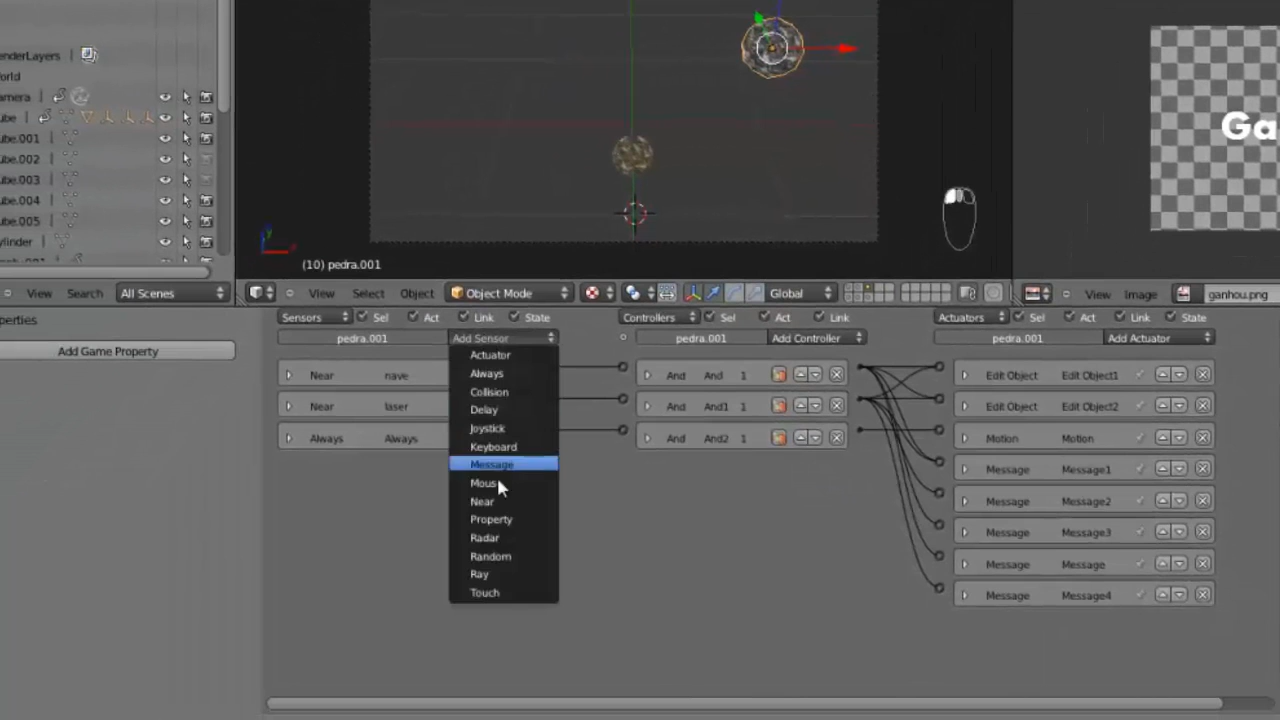 enderLayers
orld
amera
ube
ube.001
ube.002
ube.003
ube.004
ube.005
ylinder
View Search All Scenes
Ga
(10) pedra.001
View Select Object Object Mode Global
View Image ganhou.png
perties
Add Game Property
Sensors Sel Act Link State
pedra.001 Add Sensor
Near nave
Near laser
Always Always
Actuator
Always
Collision
Delay
Joystick
Keyboard
Message
Mous
Near
Property
Radar
Random
Ray
Touch
Controllers Sel Act Link
pedra.001 Add Controller
And And 1
And And1 1
And And2 1
Actuators Sel Act Link State
pedra.001 Add Actuator
Edit Object Edit Object1
Edit Object Edit Object2
Motion Motion
Message Message1
Message Message2
Message Message3
Message Message
Message Message4